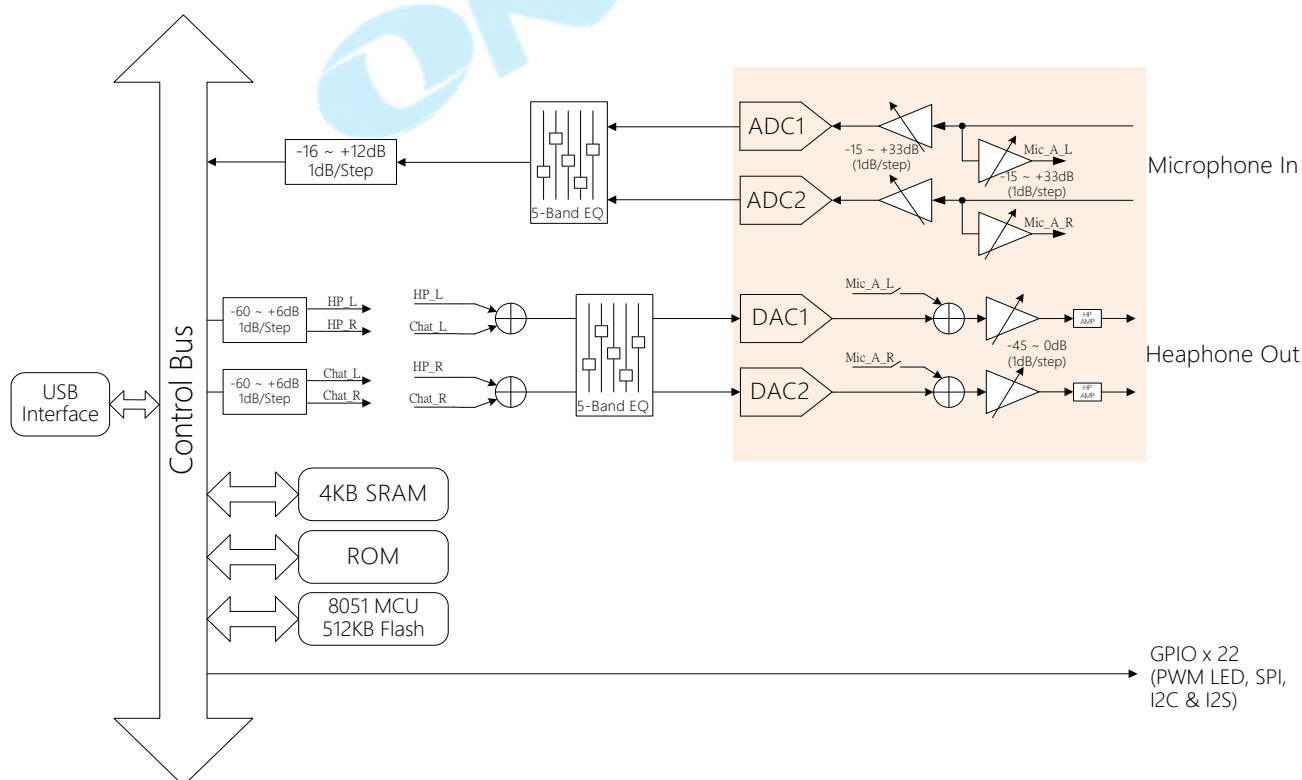 ADC1
-15 ~ +33dB
(1dB/step)
Mic_A_L
-15 ~ +33dB
(1dB/step)
Microphone In
-16 ~ +12dB
1dB/Step
5-Band EQ
ADC2
Mic_A_R
-60 ~ +6dB
1dB/Step
HP_L
HP_R
HP_L
Chat_L
DAC1
Mic_A_L
HP
AMP
-45 ~ 0dB
(1dB/step)
Heaphone Out
-60 ~ +6dB
1dB/Step
Chat_L
Chat_R
HP_R
Chat_R
5-Band EQ
DAC2
Mic_A_R
HP
AMP
USB
Interface
Control Bus
4KB SRAM
ROM
8051 MCU
512KB Flash
GPIO x 22
(PWM LED, SPI,
I2C & I2S)